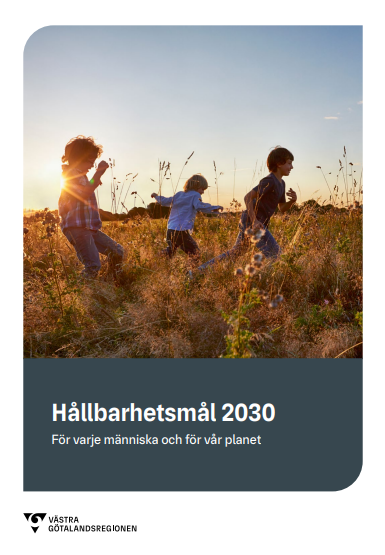 Hållbarhetsmål 2030
För varje människa och för vår planet
VÄSTRA
GÖTALANDSREGIONEN